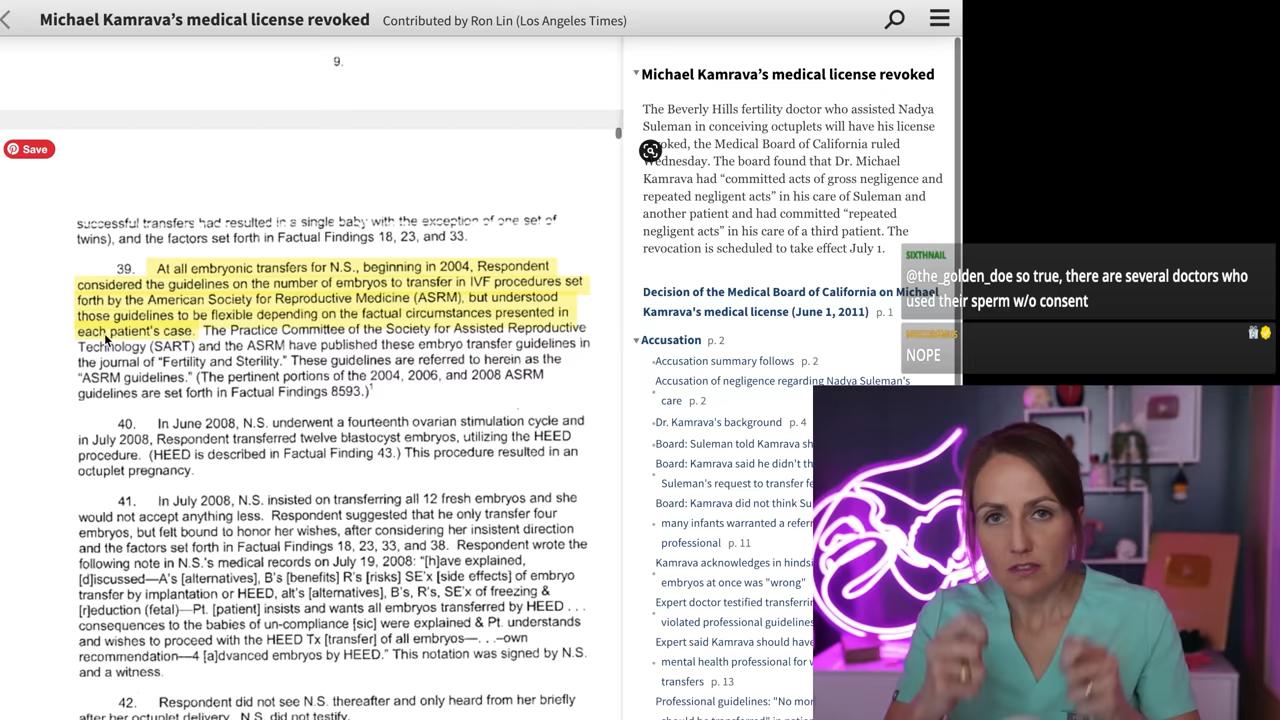 Michael Kamrava's medical license revoked Contributed by Ron Lin (Los Angeles Times)
9.
Save
successful transfers had resulted in a single baby with the exception of one set of
twins), and the factors set forth in Factual Findings 18, 23, and 33.
39. At all embryonic transfers for N.S., beginning in 2004, Respondent
considered the guidelines on the number of embryos to transfer in IVF procedures set
forth by the American Society for Reproductive Medicine (ASRM), but understood
those guidelines to be flexible depending on the factual circumstances presented in
each patient's case. The Practice Committee of the Society for Assisted Reproductive
Technology (SART) and the ASRM have published these embryo transfer guidelines in
the journal of "Fertility and Sterility." These guidelines are referred to herein as the
"ASRM guidelines." (The pertinent portions of the 2004, 2006, and 2008 ASRM
guidelines are set forth in Factual Findings 8593.)1
40. In June 2008, N.S. underwent a fourteenth ovarian stimulation cycle and
in July 2008, Respondent transferred twelve blastocyst embryos, utilizing the HEED
procedure. (HEED is described in Factual Finding 43.) This procedure resulted in an
octuplet pregnancy.
41. In July 2008, N.S. insisted on transferring all 12 fresh embryos and she
would not accept anything less. Respondent suggested that he only transfer four
embryos, but felt bound to honor her wishes, after considering her insistent direction
and the factors set forth in Factual Findings 18, 23, 33, and 38. Respondent wrote the
following note in N.S.'s medical records on July 19, 2008: "[h]ave explained,
[d]iscussed—A's [alternatives], B's [benefits] R's [risks] SE'x [side effects] of embryo
transfer by implantation or HEED, alt's [alternatives], B's, R's, SE'x of freezing &
[r]eduction (fetal)—Pt. [patient] insists and wants all embryos transferred by HEED . . .
consequences to the babies of un-compliance [sic] were explained & Pt. understands
and wishes to proceed with the HEED Tx [transfer] of all embryos—. . .-own
recommendation—4 [a]dvanced embryos by HEED." This notation was signed by N.S.
and a witness.
42. Respondent did not see N.S. thereafter and only heard from her briefly
after her octuplet delivery. N.S. did not testify.
Michael Kamrava's medical license revoked
The Beverly Hills fertility doctor who assisted Nadya
Suleman in conceiving octuplets will have his license
revoked, the Medical Board of California ruled
Wednesday. The board found that Dr. Michael
Kamrava had "committed acts of gross negligence and
repeated negligent acts" in his care of Suleman and
another patient and had committed "repeated
negligent acts" in his care of a third patient. The
revocation is scheduled to take effect July 1.
Decision of the Medical Board of California on Michael
Kamrava's medical license (June 1, 2011) p. 1
Accusation p. 2
Accusation summary follows p. 2
Accusation of negligence regarding Nadya Suleman's
care p. 2
Dr. Kamrava's background p. 4
Board: Suleman told Kamrava sh
Board: Kamrava said he didn't th
Suleman's request to transfer fe
Board: Kamrava did not think Su
many infants warranted a referr
professional p. 11
Kamrava acknowledges in hindsi
embryos at once was "wrong"
Expert doctor testified transferrin
violated professional guidelines
Expert said Kamrava should have
mental health professional for
transfers p. 13
Professional guidelines: "No mor
SIXTHNAIL
@the_golden_doe so true, there are several doctors who
used their sperm w/o consent
NOPE